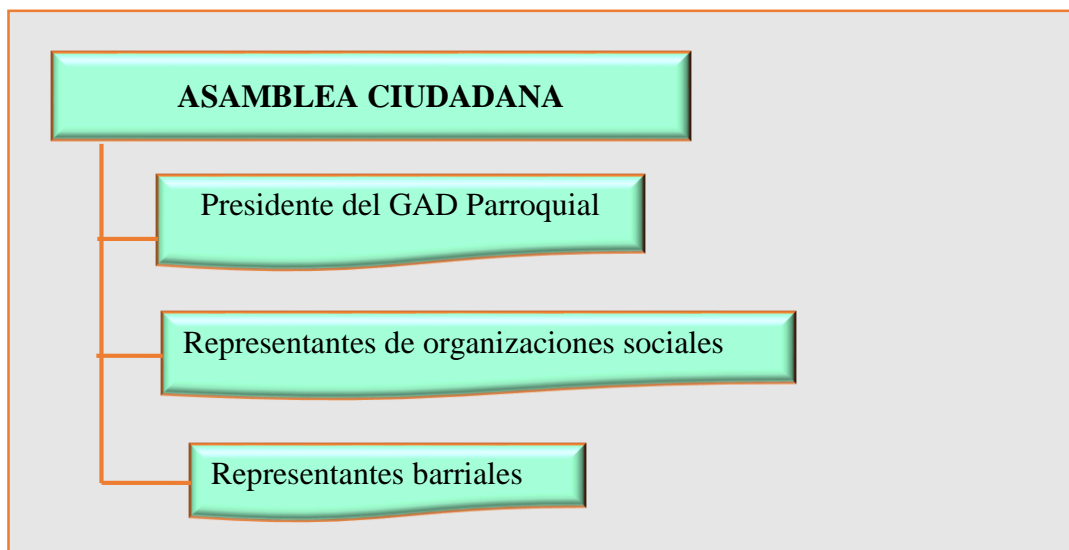 ASAMBLEA CIUDADANA
Presidente del GAD Parroquial
Representantes de organizaciones sociales
Representantes barriales